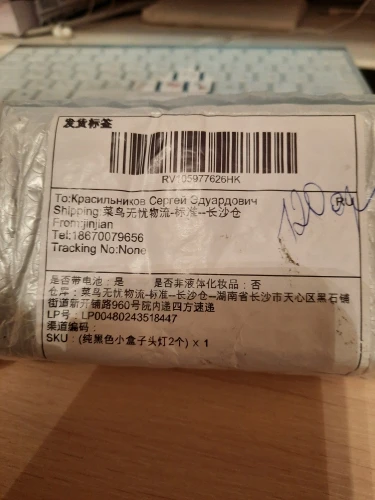 发货标签
RV105977626HK
To:Красильников Сергей Эдуардович
Shipping:菜鸟无忧物流-标准--长沙仓
RU
From:jinjian
Tel:18670079656
Tracking No:None
120
是否带电池:是 是否非液体化妆品:否
仓库:菜鸟无忧物流-标准--长沙仓--湖南省长沙市天心区黑石铺
街道新开铺路960号院内递四方速递
LP号:LP00480243518447
渠道编码:
SKU:(纯黑色小盒子头灯2个) × 1